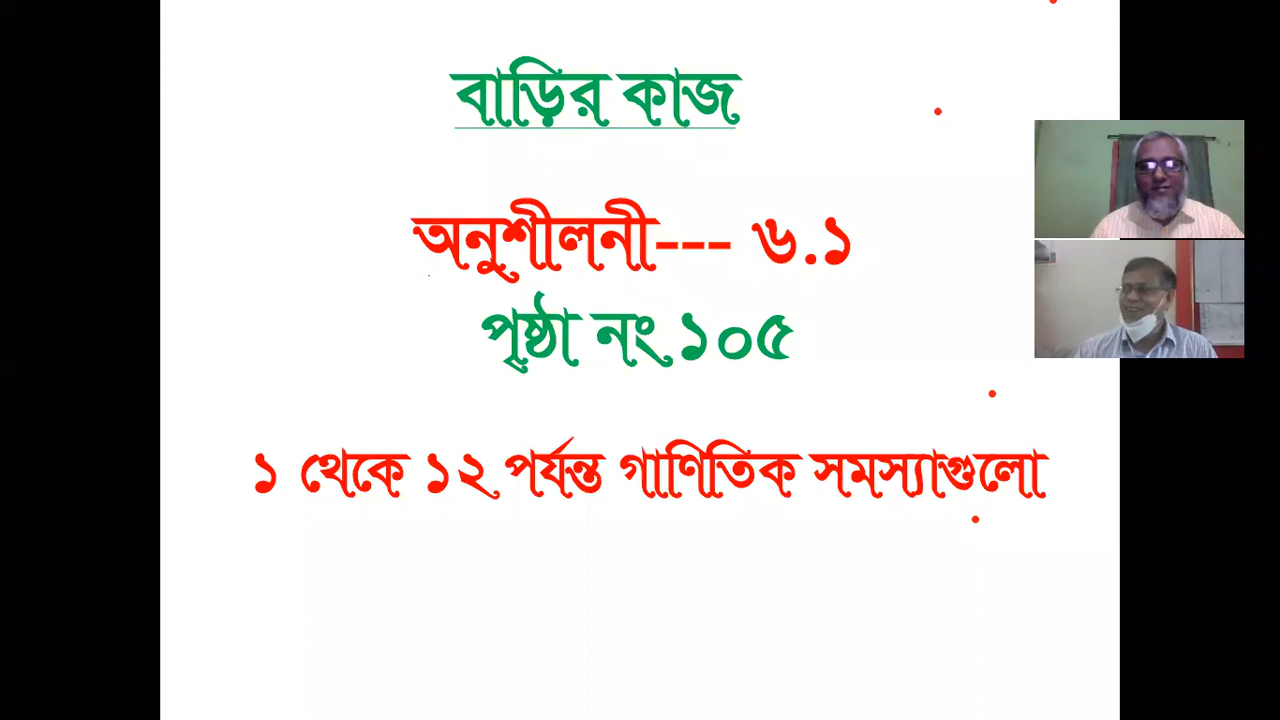 বাড়ির কাজ
অনুশীলনী--- ৬.১
পৃষ্ঠা নং ১০৫
১ থেকে ১২ পর্যন্ত গাণিতিক সমস্যাগুলো